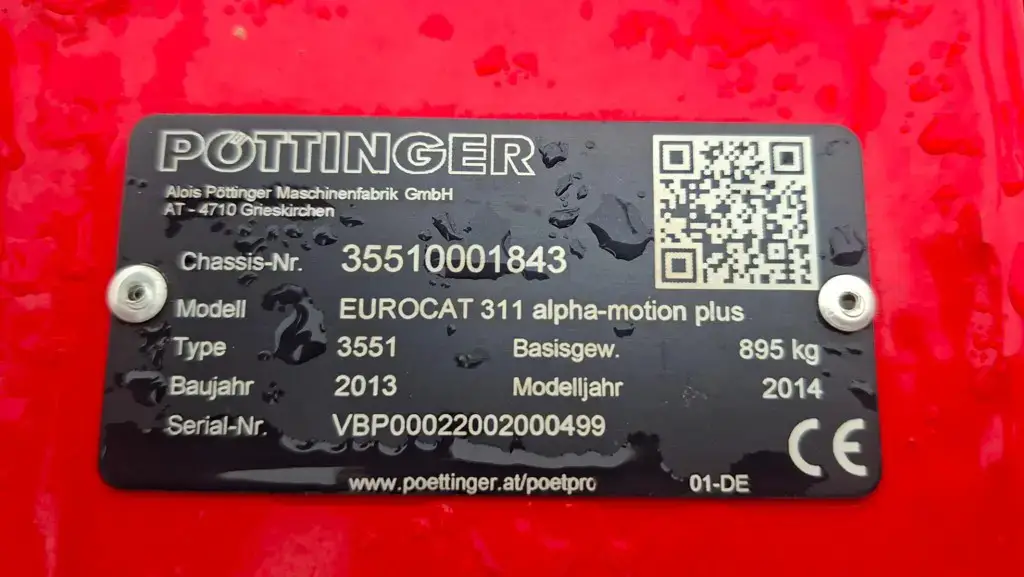 PÖTTINGER
Alois Pöttinger Maschinenfabrik GmbH
AT - 4710 Grieskirchen
Chassis-Nr. 35510001843
Modell EUROCAT 311 alpha-motion plus
Type 3551 Basisgew. 895 kg
Baujahr 2013 Modelljahr 2014
Serial-Nr. VBP00022002000499
CE
www.poettinger.at/poetpro 01-DE